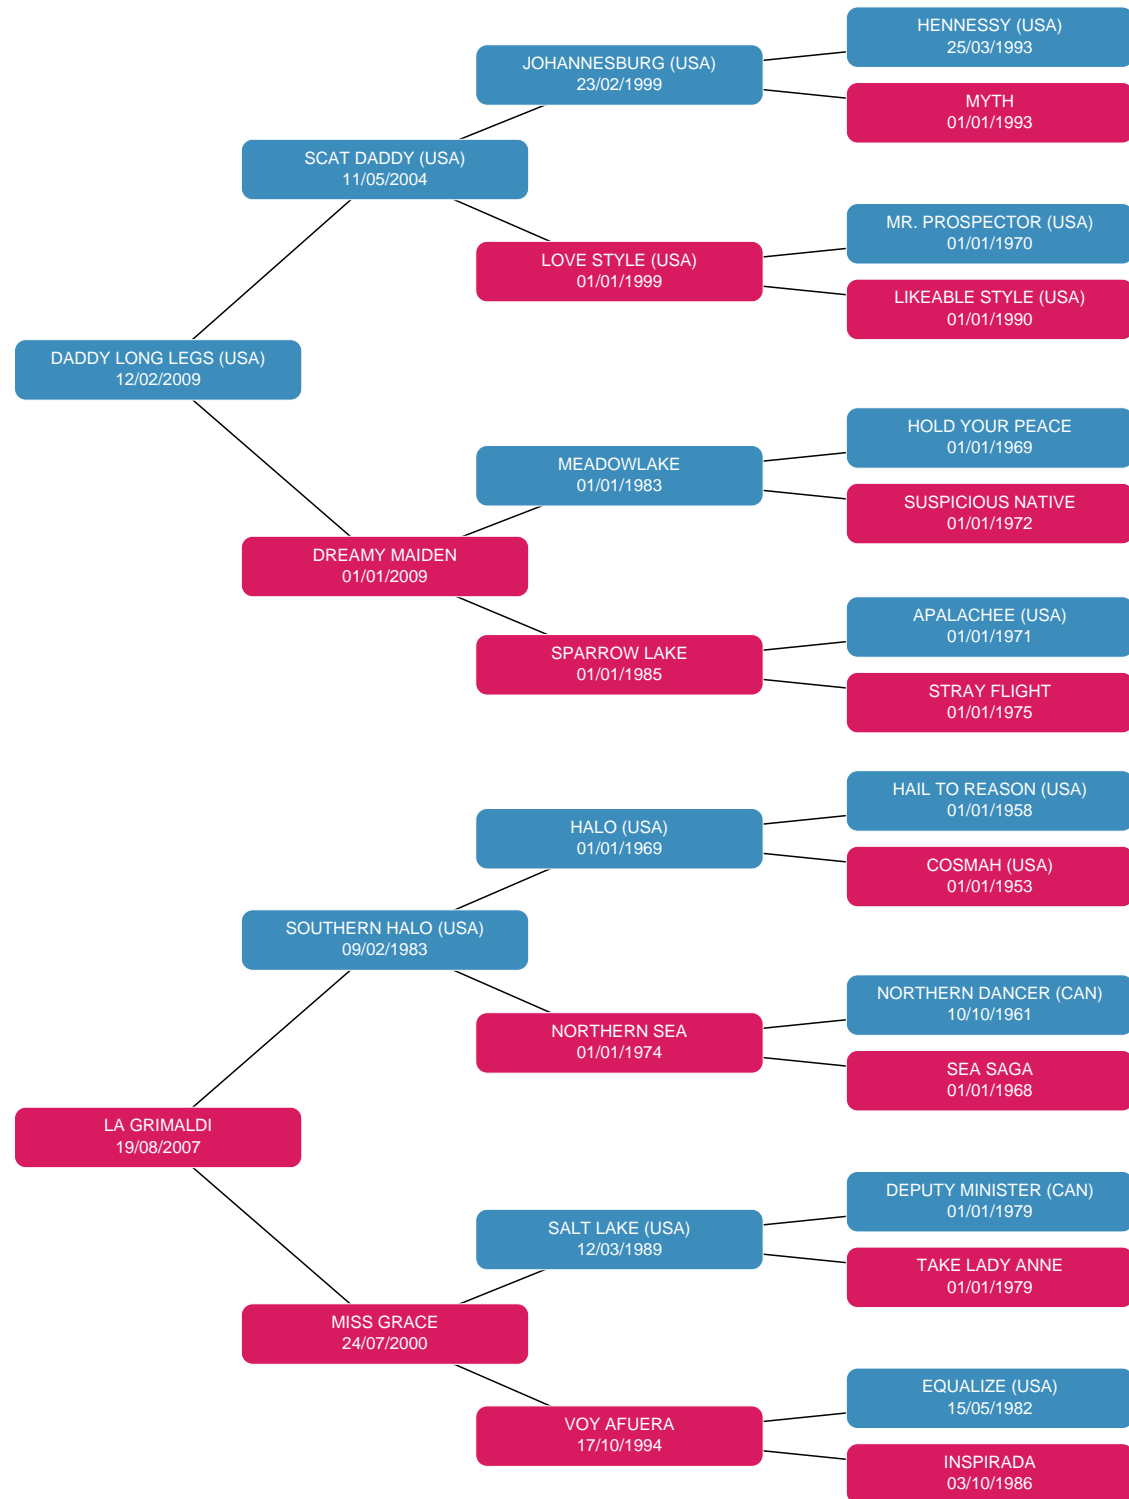 HENNESSY (USA)
25/03/1993
JOHANNESBURG (USA)
23/02/1999
MYTH
01/01/1993
SCAT DADDY (USA)
11/05/2004
MR. PROSPECTOR (USA)
01/01/1970
LOVE STYLE (USA)
01/01/1999
LIKEABLE STYLE (USA)
01/01/1990
DADDY LONG LEGS (USA)
12/02/2009
HOLD YOUR PEACE
01/01/1969
MEADOWLAKE
01/01/1983
SUSPICIOUS NATIVE
01/01/1972
DREAMY MAIDEN
01/01/2009
APALACHEE (USA)
01/01/1971
SPARROW LAKE
01/01/1985
STRAY FLIGHT
01/01/1975
HAIL TO REASON (USA)
01/01/1958
HALO (USA)
01/01/1969
COSMAH (USA)
01/01/1953
SOUTHERN HALO (USA)
09/02/1983
NORTHERN DANCER (CAN)
10/10/1961
NORTHERN SEA
01/01/1974
SEA SAGA
01/01/1968
LA GRIMALDI
19/08/2007
DEPUTY MINISTER (CAN)
01/01/1979
SALT LAKE (USA)
12/03/1989
TAKE LADY ANNE
01/01/1979
MISS GRACE
24/07/2000
EQUALIZE (USA)
15/05/1982
VOY AFUERA
17/10/1994
INSPIRADA
03/10/1986